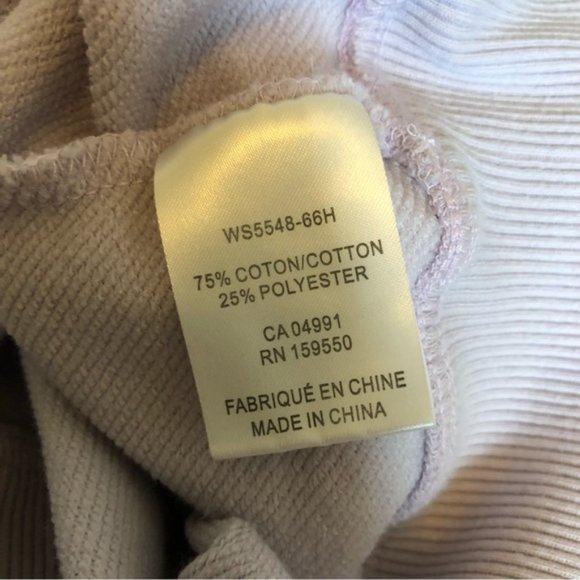 WS5548-66H
75% COTON/COTTON
25% POLYESTER
CA 04991
RN 159550
FABRIQUÉ EN CHINE
MADE IN CHINA